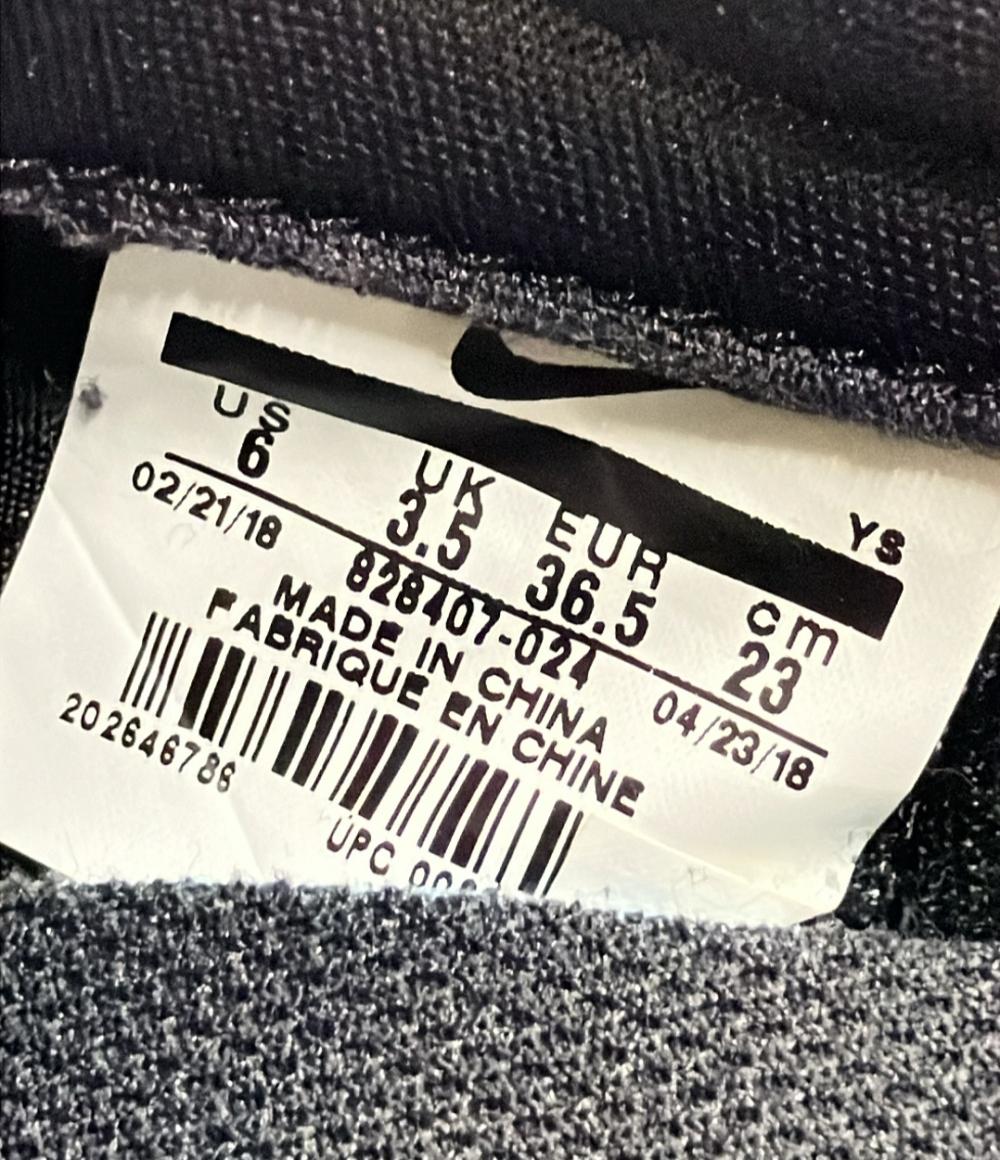 YS
US UK EUR cm
6 3.5 36.5 23
02/21/18 828407-024 04/23/18
MADE IN CHINA
FABRIQUE EN CHINE
202646786
UPC